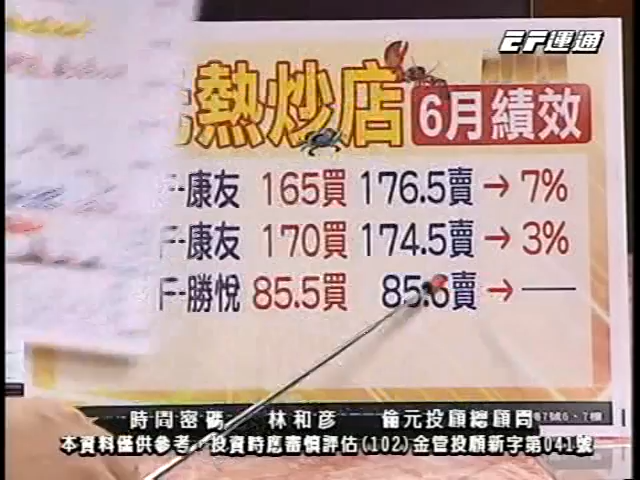 EF運通
熱炒店 6月績效
F-康友 165買 176.5賣 → 7%
F-康友 170買 174.5賣 → 3%
F-勝悅 85.5買 85.6賣 →
時間密碼 林和彥 倫元投顧總顧問
本資料僅供參考，投資時應審慎評估(102)金管投顧新字第041號